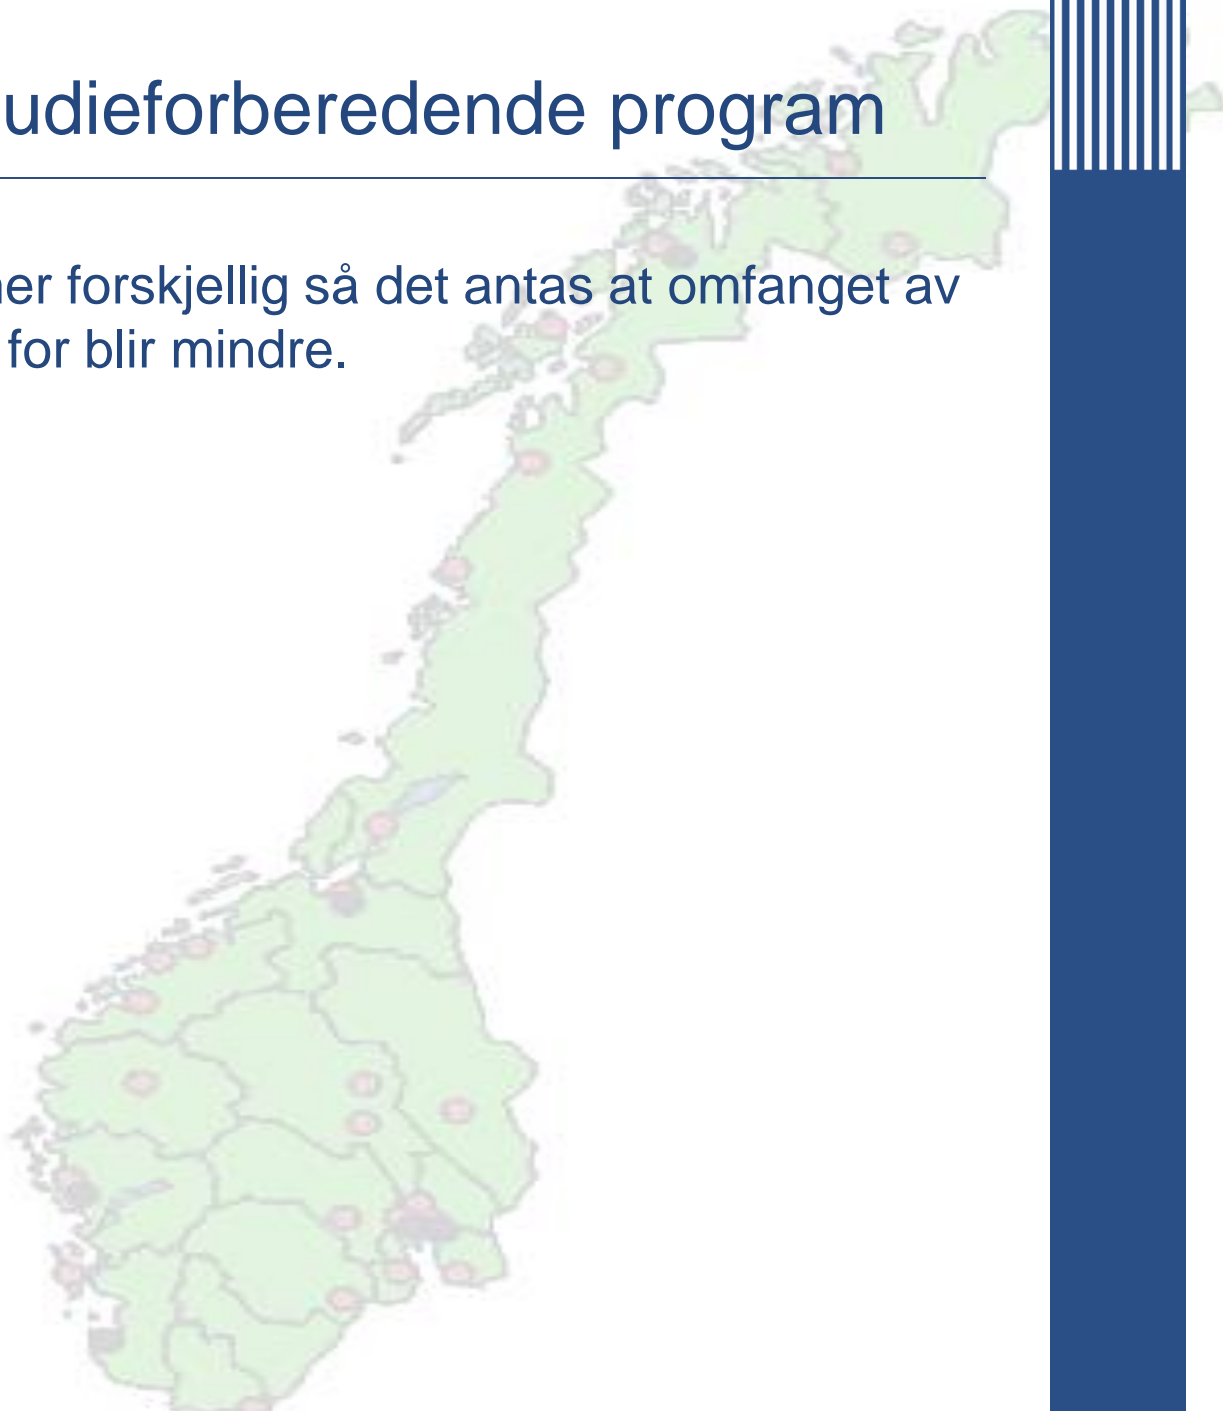 udieforberedende program
er forskjellig så det antas at omfanget av
for blir mindre.